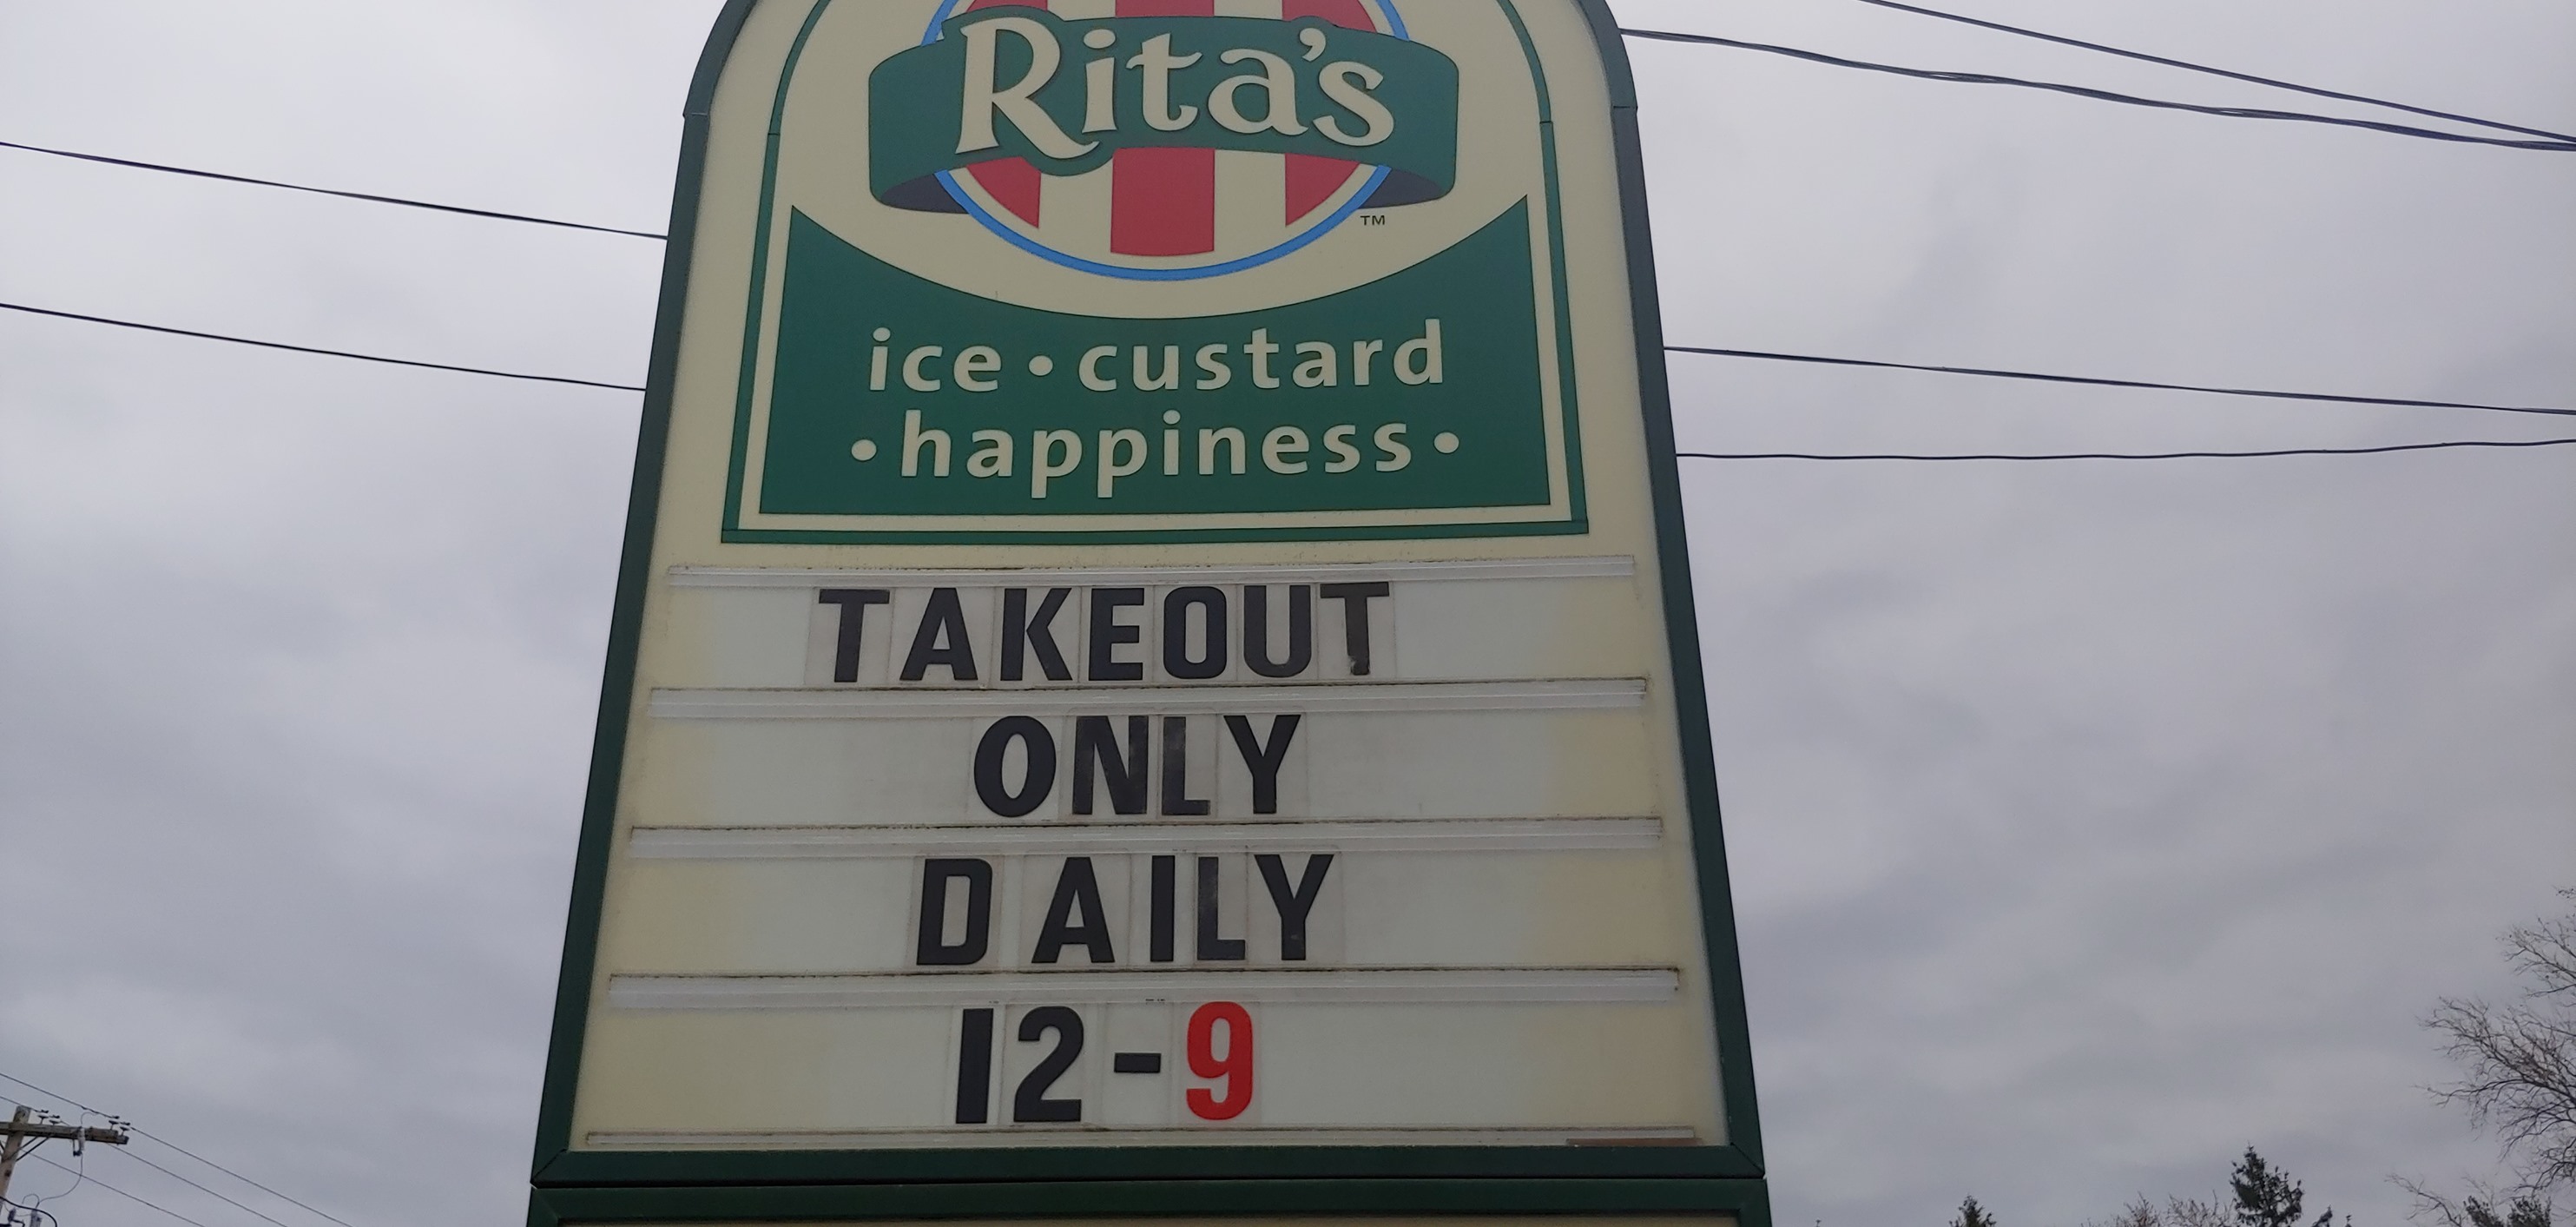 Rita's
TM
ice • custard
• happiness •
TAKEOUT
ONLY
DAILY
12-9